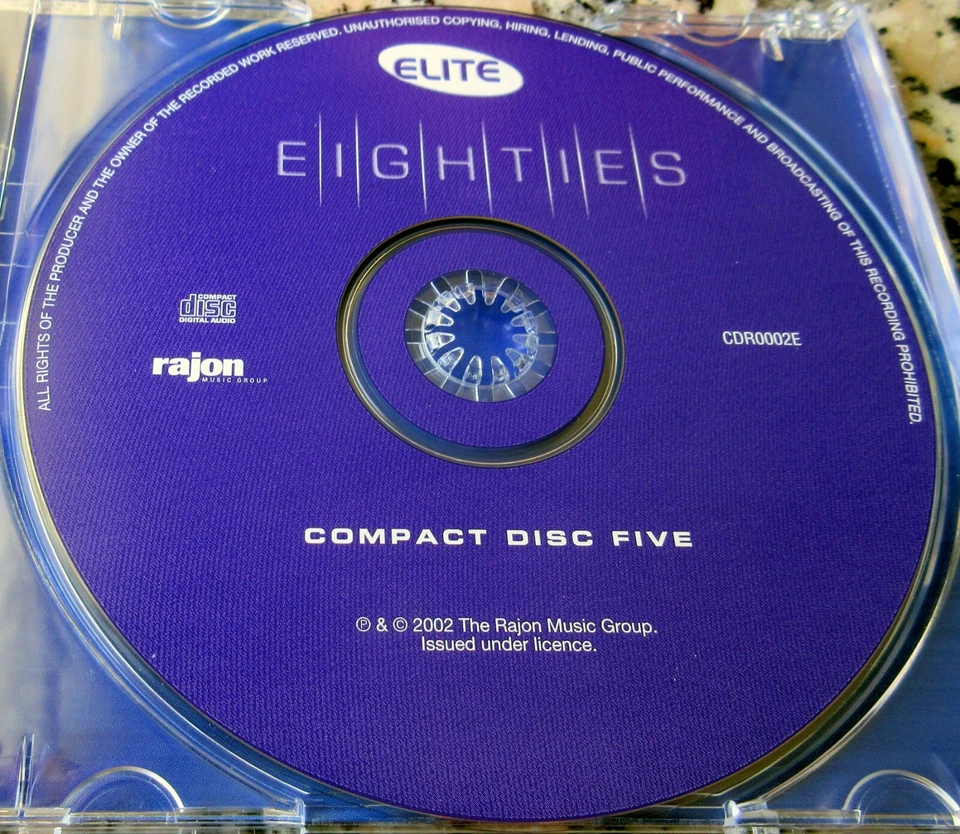 ALL RIGHTS OF THE PRODUCER AND THE OWNER OF THE RECORDED WORK RESERVED. UNAUTHORISED COPYING, HIRING, LENDING, PUBLIC PERFORMANCE AND BROADCASTING OF THIS RECORDING PROHIBITED.
ELITE
EIGHTIES
COMPACT
disc
DIGITAL AUDIO
rajon
MUSIC GROUP
CDR0002E
COMPACT DISC FIVE
℗ & © 2002 The Rajon Music Group.
Issued under licence.